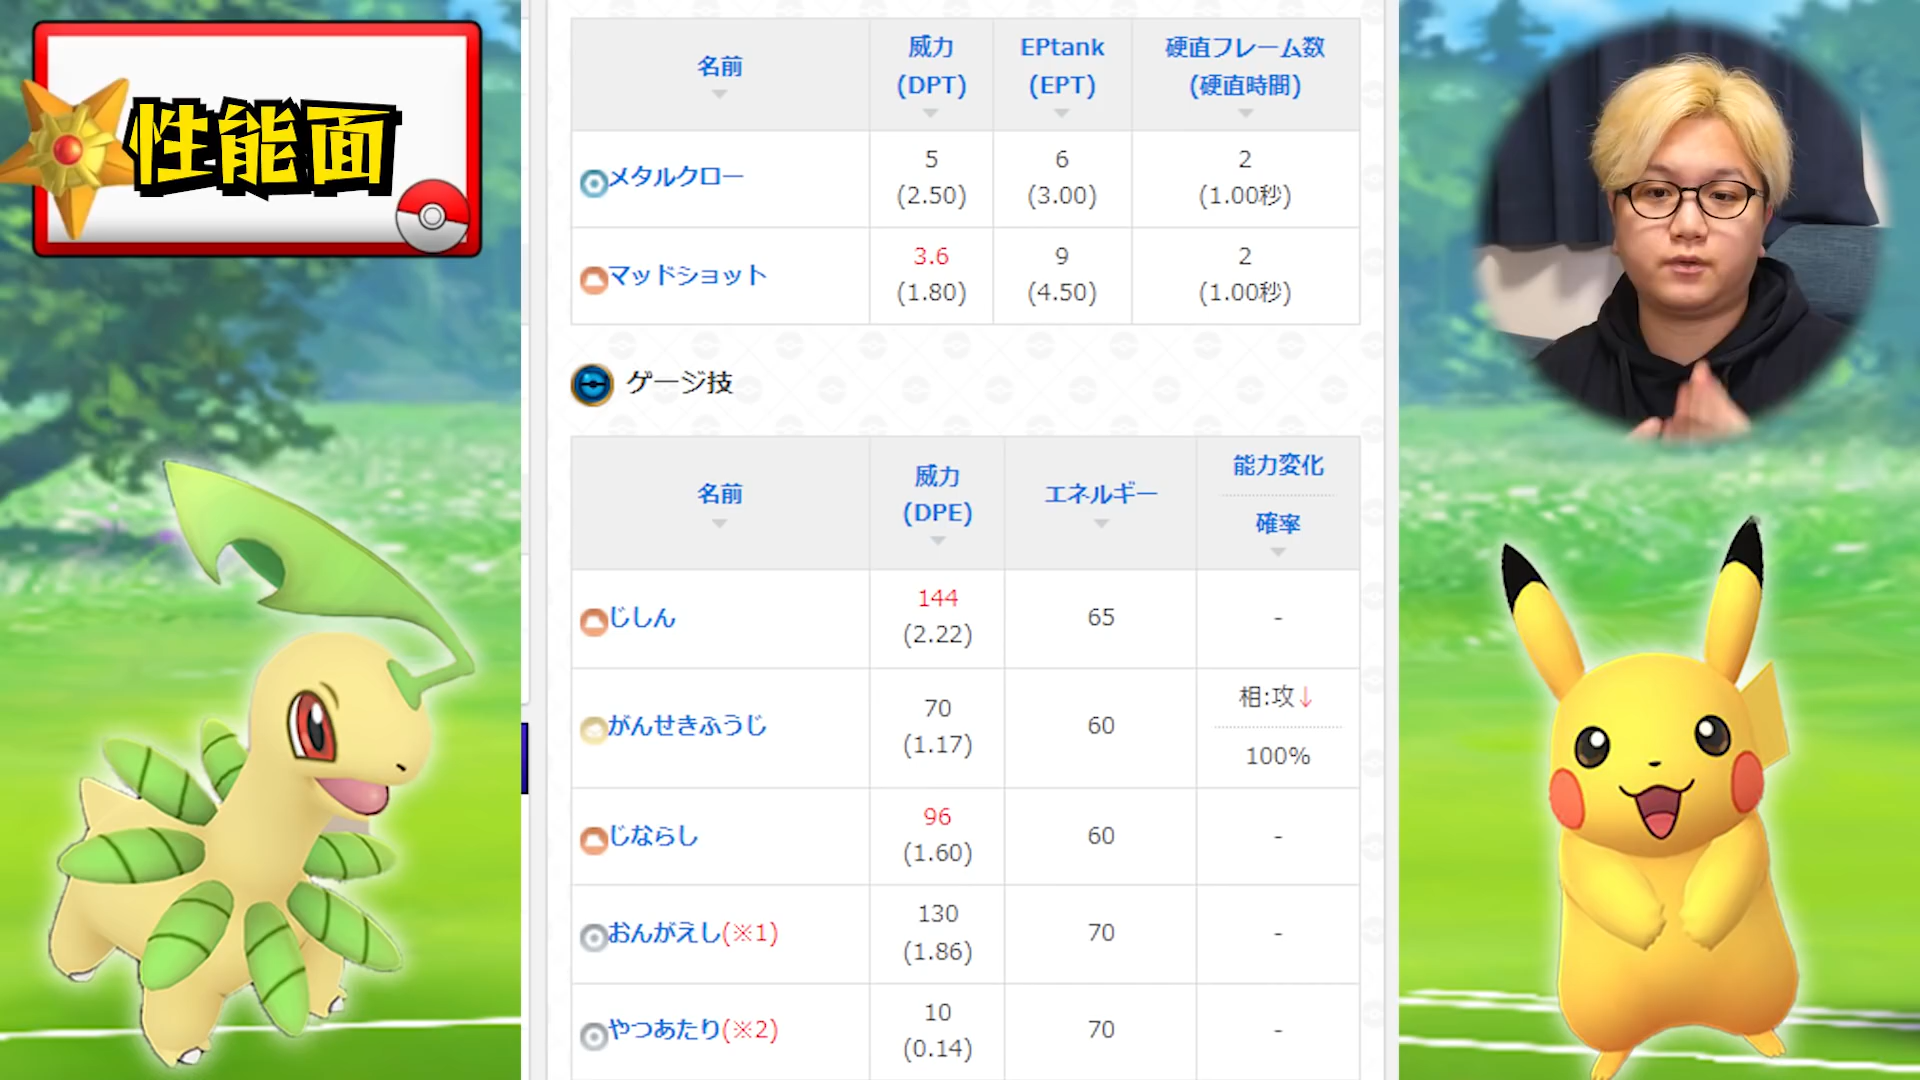 性能面
名前
威力
(DPT)
EPtank
(EPT)
硬直フレーム数
(硬直時間)
メタルクロー
5
(2.50)
6
(3.00)
2
(1.00秒)
マッドショット
3.6
(1.80)
9
(4.50)
2
(1.00秒)
ゲージ技
名前
威力
(DPE)
エネルギー
能力変化
確率
じしん
144
(2.22)
65
-
がんせきふうじ
70
(1.17)
60
相:攻↓
100%
じならし
96
(1.60)
60
-
おんがえし(※1)
130
(1.86)
70
-
やつあたり(※2)
10
(0.14)
70
-